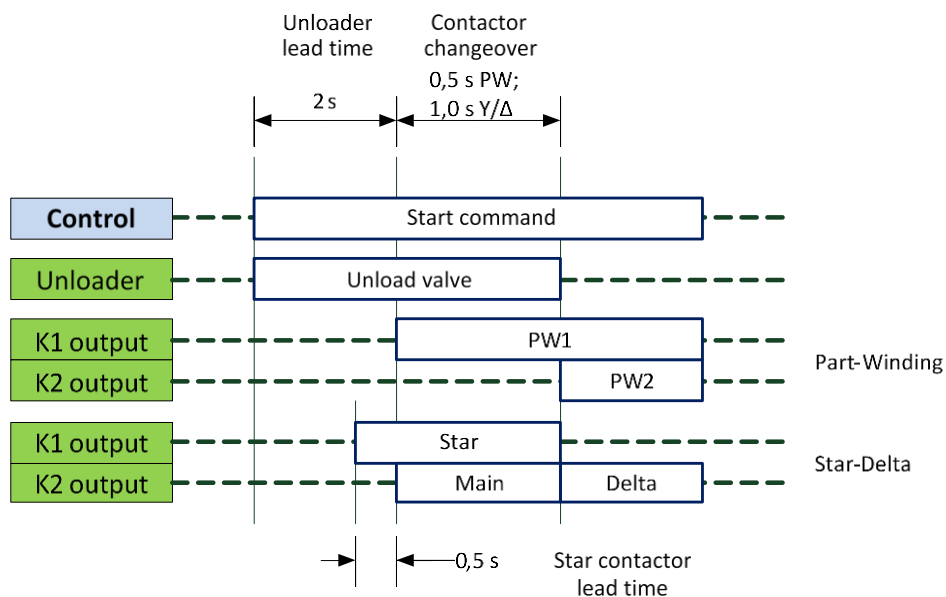 Unloader
lead time
Contactor
changeover
0,5 s PW;
1,0 s Y/Δ
2 s
Control
Start command
Unloader
Unload valve
K1 output
PW1
K2 output
PW2
Part-Winding
K1 output
Star
K2 output
Main
Delta
Star-Delta
0,5 s
Star contactor
lead time